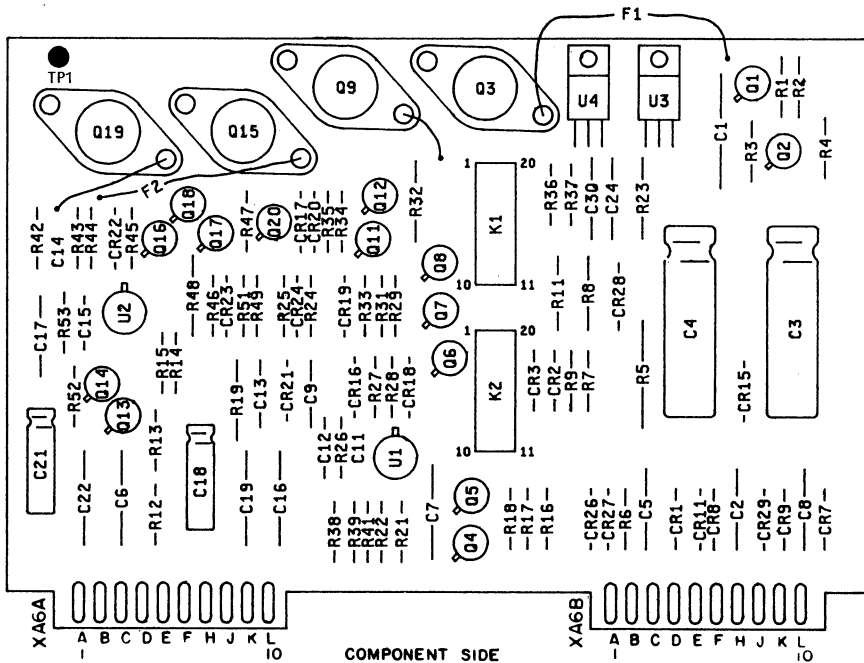 F1
TP1
Q19
Q15
Q9
Q3
U4
U3
C1
Q1
R1
R2
R3
Q2
R4
F2
R42
C14
R43
R44
CR22
R45
Q16
Q18
Q17
R47
Q20
CR17
CR20
R35
R34
Q12
Q11
R32
1
20
K1
10
11
R36
R37
C30
C24
R23
Q8
Q7
Q6
C17
R53
C15
U2
R48
R46
CR23
R51
R49
R25
CR24
R24
CR19
R33
R31
R29
R11
R8
CR28
C4
C3
1
20
K2
10
11
R52
Q14
Q13
R15
R14
R13
R19
C13
CR21
C9
CR16
R27
R28
CR18
CR3
CR2
R9
R7
R5
CR15
C21
C22
C6
R12
C18
C19
C16
C12
R26
C11
U1
R38
R39
R41
R22
R21
C7
Q5
Q4
R18
R17
R16
CR26
CR27
R6
C5
CR1
CR11
CR8
C2
CR29
CR9
C8
CR7
XA6A
A B C D E F H J K L
1 10
XA6B
A B C D E F H J K L
1 10
COMPONENT SIDE